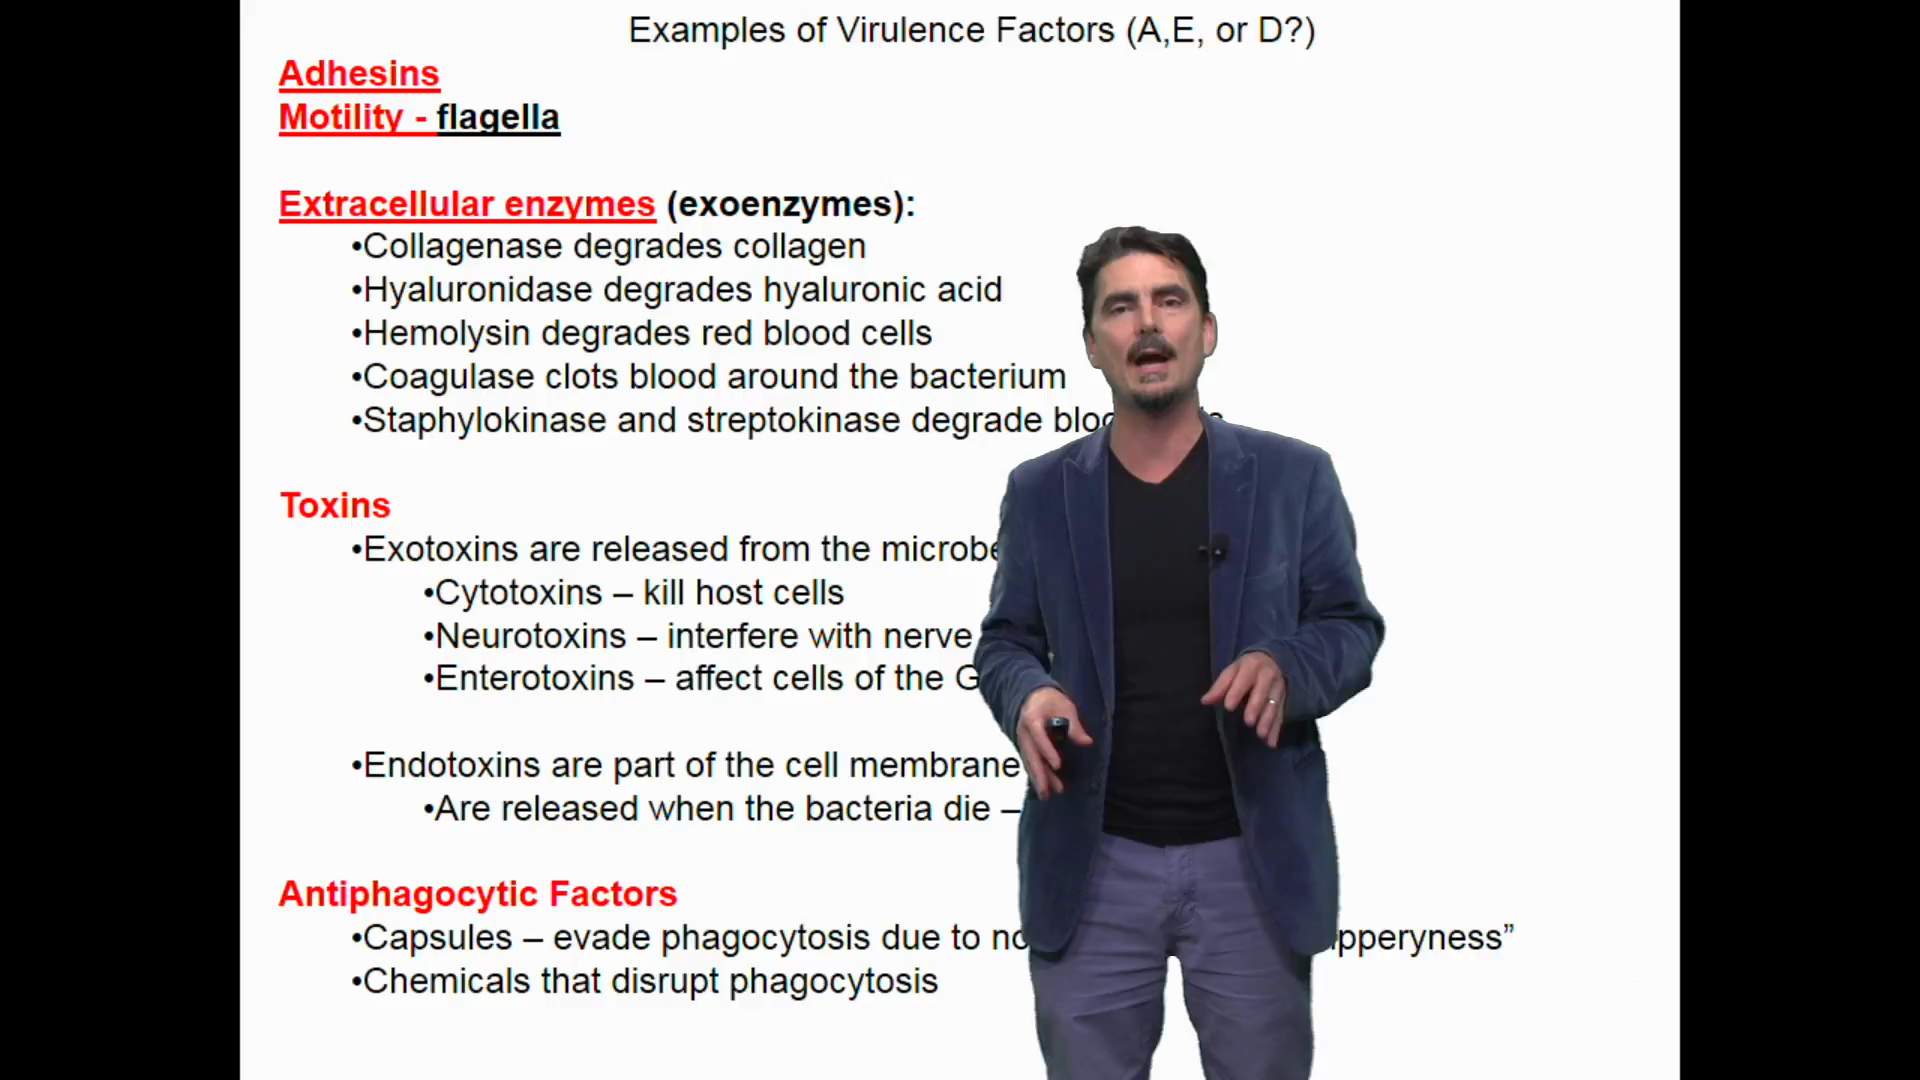 Examples of Virulence Factors (A,E, or D?)
Adhesins
Motility - flagella
Extracellular enzymes (exoenzymes):
•Collagenase degrades collagen
•Hyaluronidase degrades hyaluronic acid
•Hemolysin degrades red blood cells
•Coagulase clots blood around the bacterium
•Staphylokinase and streptokinase degrade
Toxins
•Exotoxins are released from the
•Cytotoxins – kill host cells
•Neurotoxins – interfere with nerve
•Enterotoxins – affect cells of the
•Endotoxins are part of the cell membrane
•Are released when the bacteria die –
Antiphagocytic Factors
•Capsules – evade phagocytosis due to
•Chemicals that disrupt phagocytosis